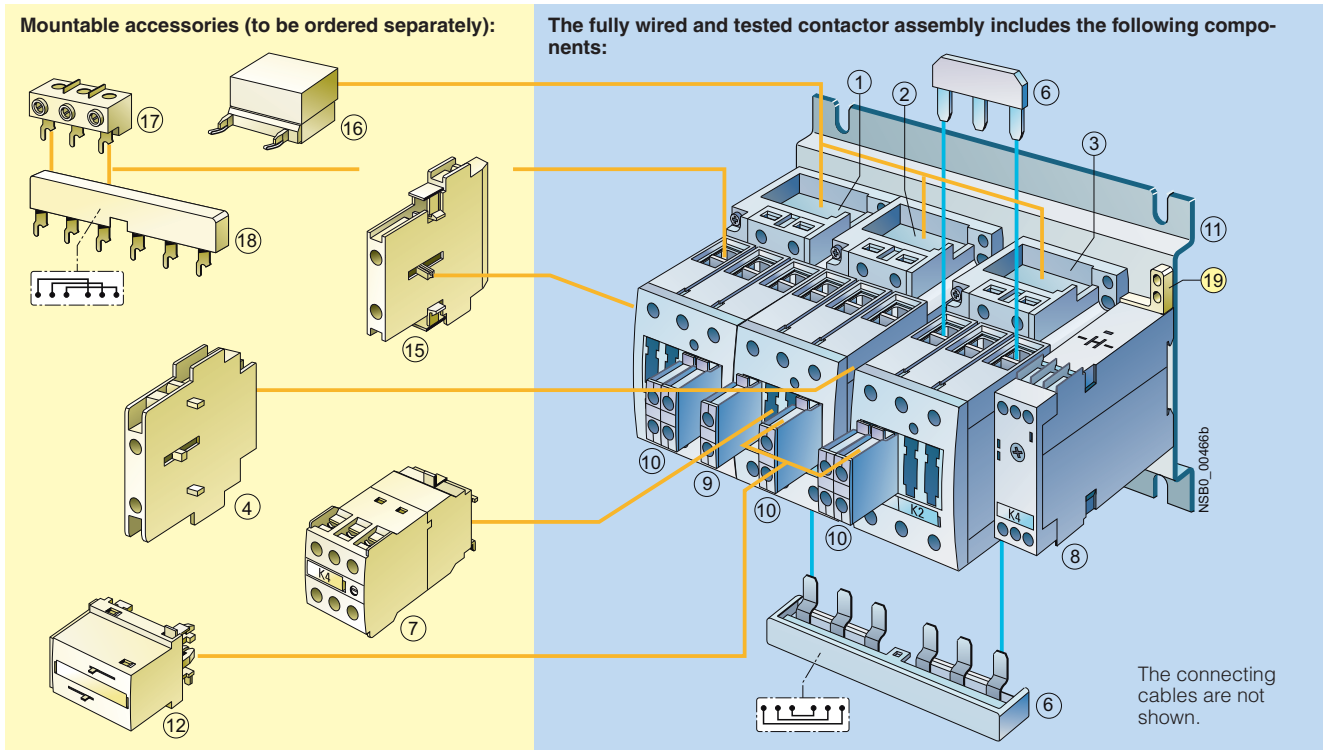 Mountable accessories (to be ordered separately):
The fully wired and tested contactor assembly includes the following compo-
nents:
17
16
18
15
4
K4
7
12
1
2
6
3
11
19
-H-
10
9
10
10
K2
K4
8
NSB0_00466b
6
The connecting
cables are not
shown.